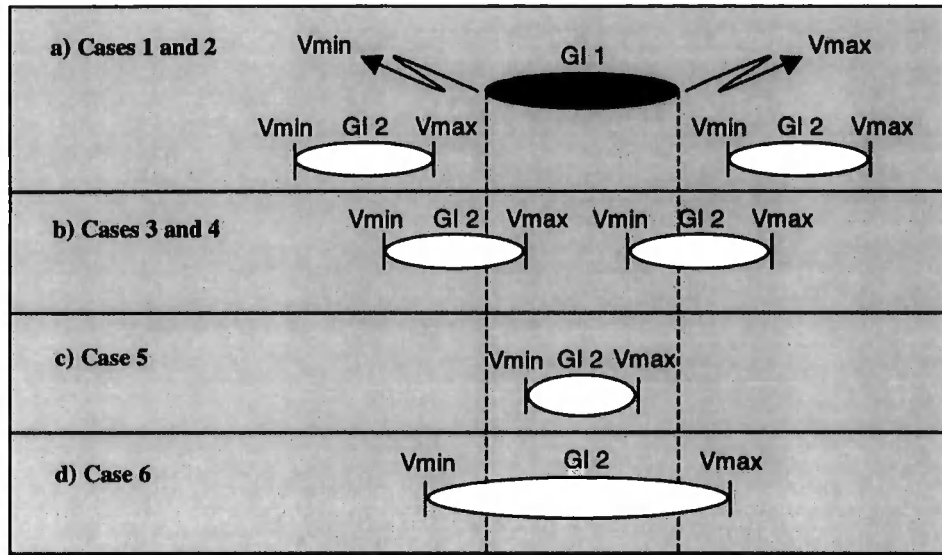 a) Cases 1 and 2
Vmin
GI 1
Vmax
Vmin GI 2 Vmax
Vmin GI 2 Vmax
b) Cases 3 and 4
Vmin GI 2 Vmax
Vmin GI 2 Vmax
c) Case 5
Vmin GI 2 Vmax
d) Case 6
Vmin GI 2 Vmax